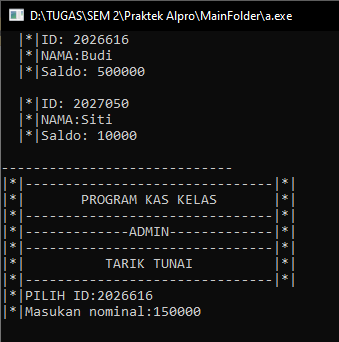 D:\TUGAS\SEM 2\Praktek Alpro\MainFolder\a.exe
|*|ID: 2026616
|*|NAMA:Budi
|*|Saldo: 500000
|*|ID: 2027050
|*|NAMA:Siti
|*|Saldo: 10000
-----------------------------
|*|-------------------------------|*|
|*|       PROGRAM KAS KELAS       |*|
|*|-------------------------------|*|
|*|-------------ADMIN-------------|*|
|*|-------------------------------|*|
|*|          TARIK TUNAI          |*|
|*|-------------------------------|*|
|*|PILIH ID:2026616
|*|Masukan nominal:150000